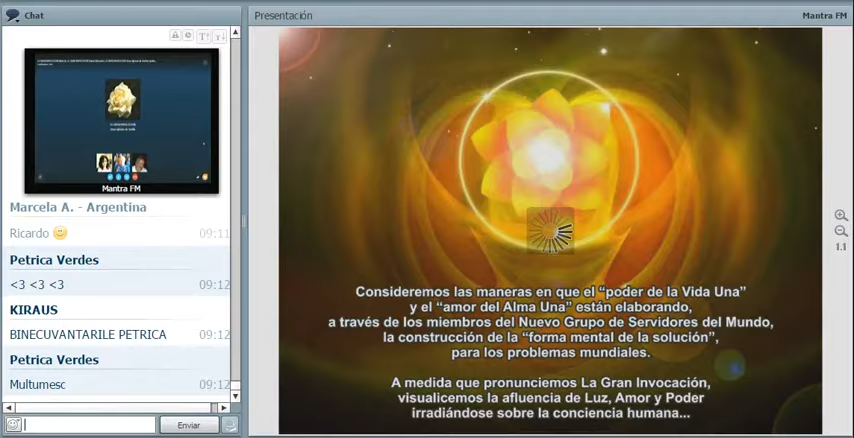 Chat
Mantra FM
Marcela A. - Argentina
Ricardo
09:11
Petrica Verdes
<3 <3 <3
09:12
KIRAUS
BINECUVANTARILE PETRICA
09:12
Petrica Verdes
Multumesc
09:12
Enviar
Presentación
Mantra FM
Consideremos las maneras en que el “poder de la Vida Una”
y el “amor del Alma Una” están elaborando,
a través de los miembros del Nuevo Grupo de Servidores del Mundo,
la construcción de la “forma mental de la solución”,
para los problemas mundiales.
A medida que pronunciemos La Gran Invocación,
visualicemos la afluencia de Luz, Amor y Poder
irradiándose sobre la conciencia humana...
1.1